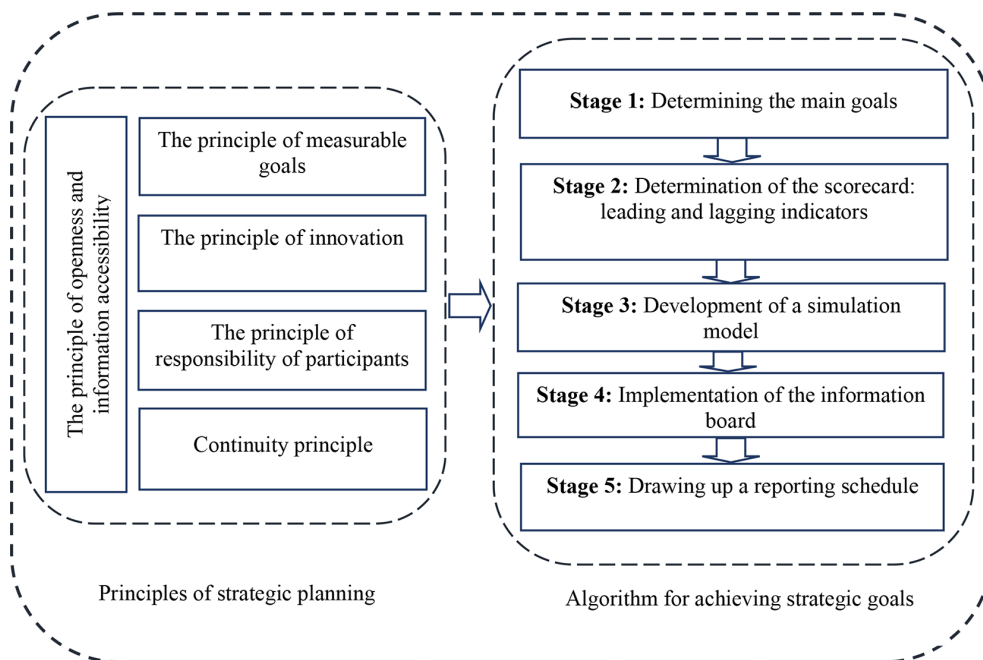 The principle of openness and
information accessibility
The principle of measurable
goals
The principle of innovation
The principle of
responsibility of participants
Continuity principle
Principles of strategic planning
Stage 1: Determining the main goals
Stage 2: Determination of the scorecard:
leading and lagging indicators
Stage 3: Development of a simulation
model
Stage 4: Implementation of the information
board
Stage 5: Drawing up a reporting schedule
Algorithm for achieving strategic goals